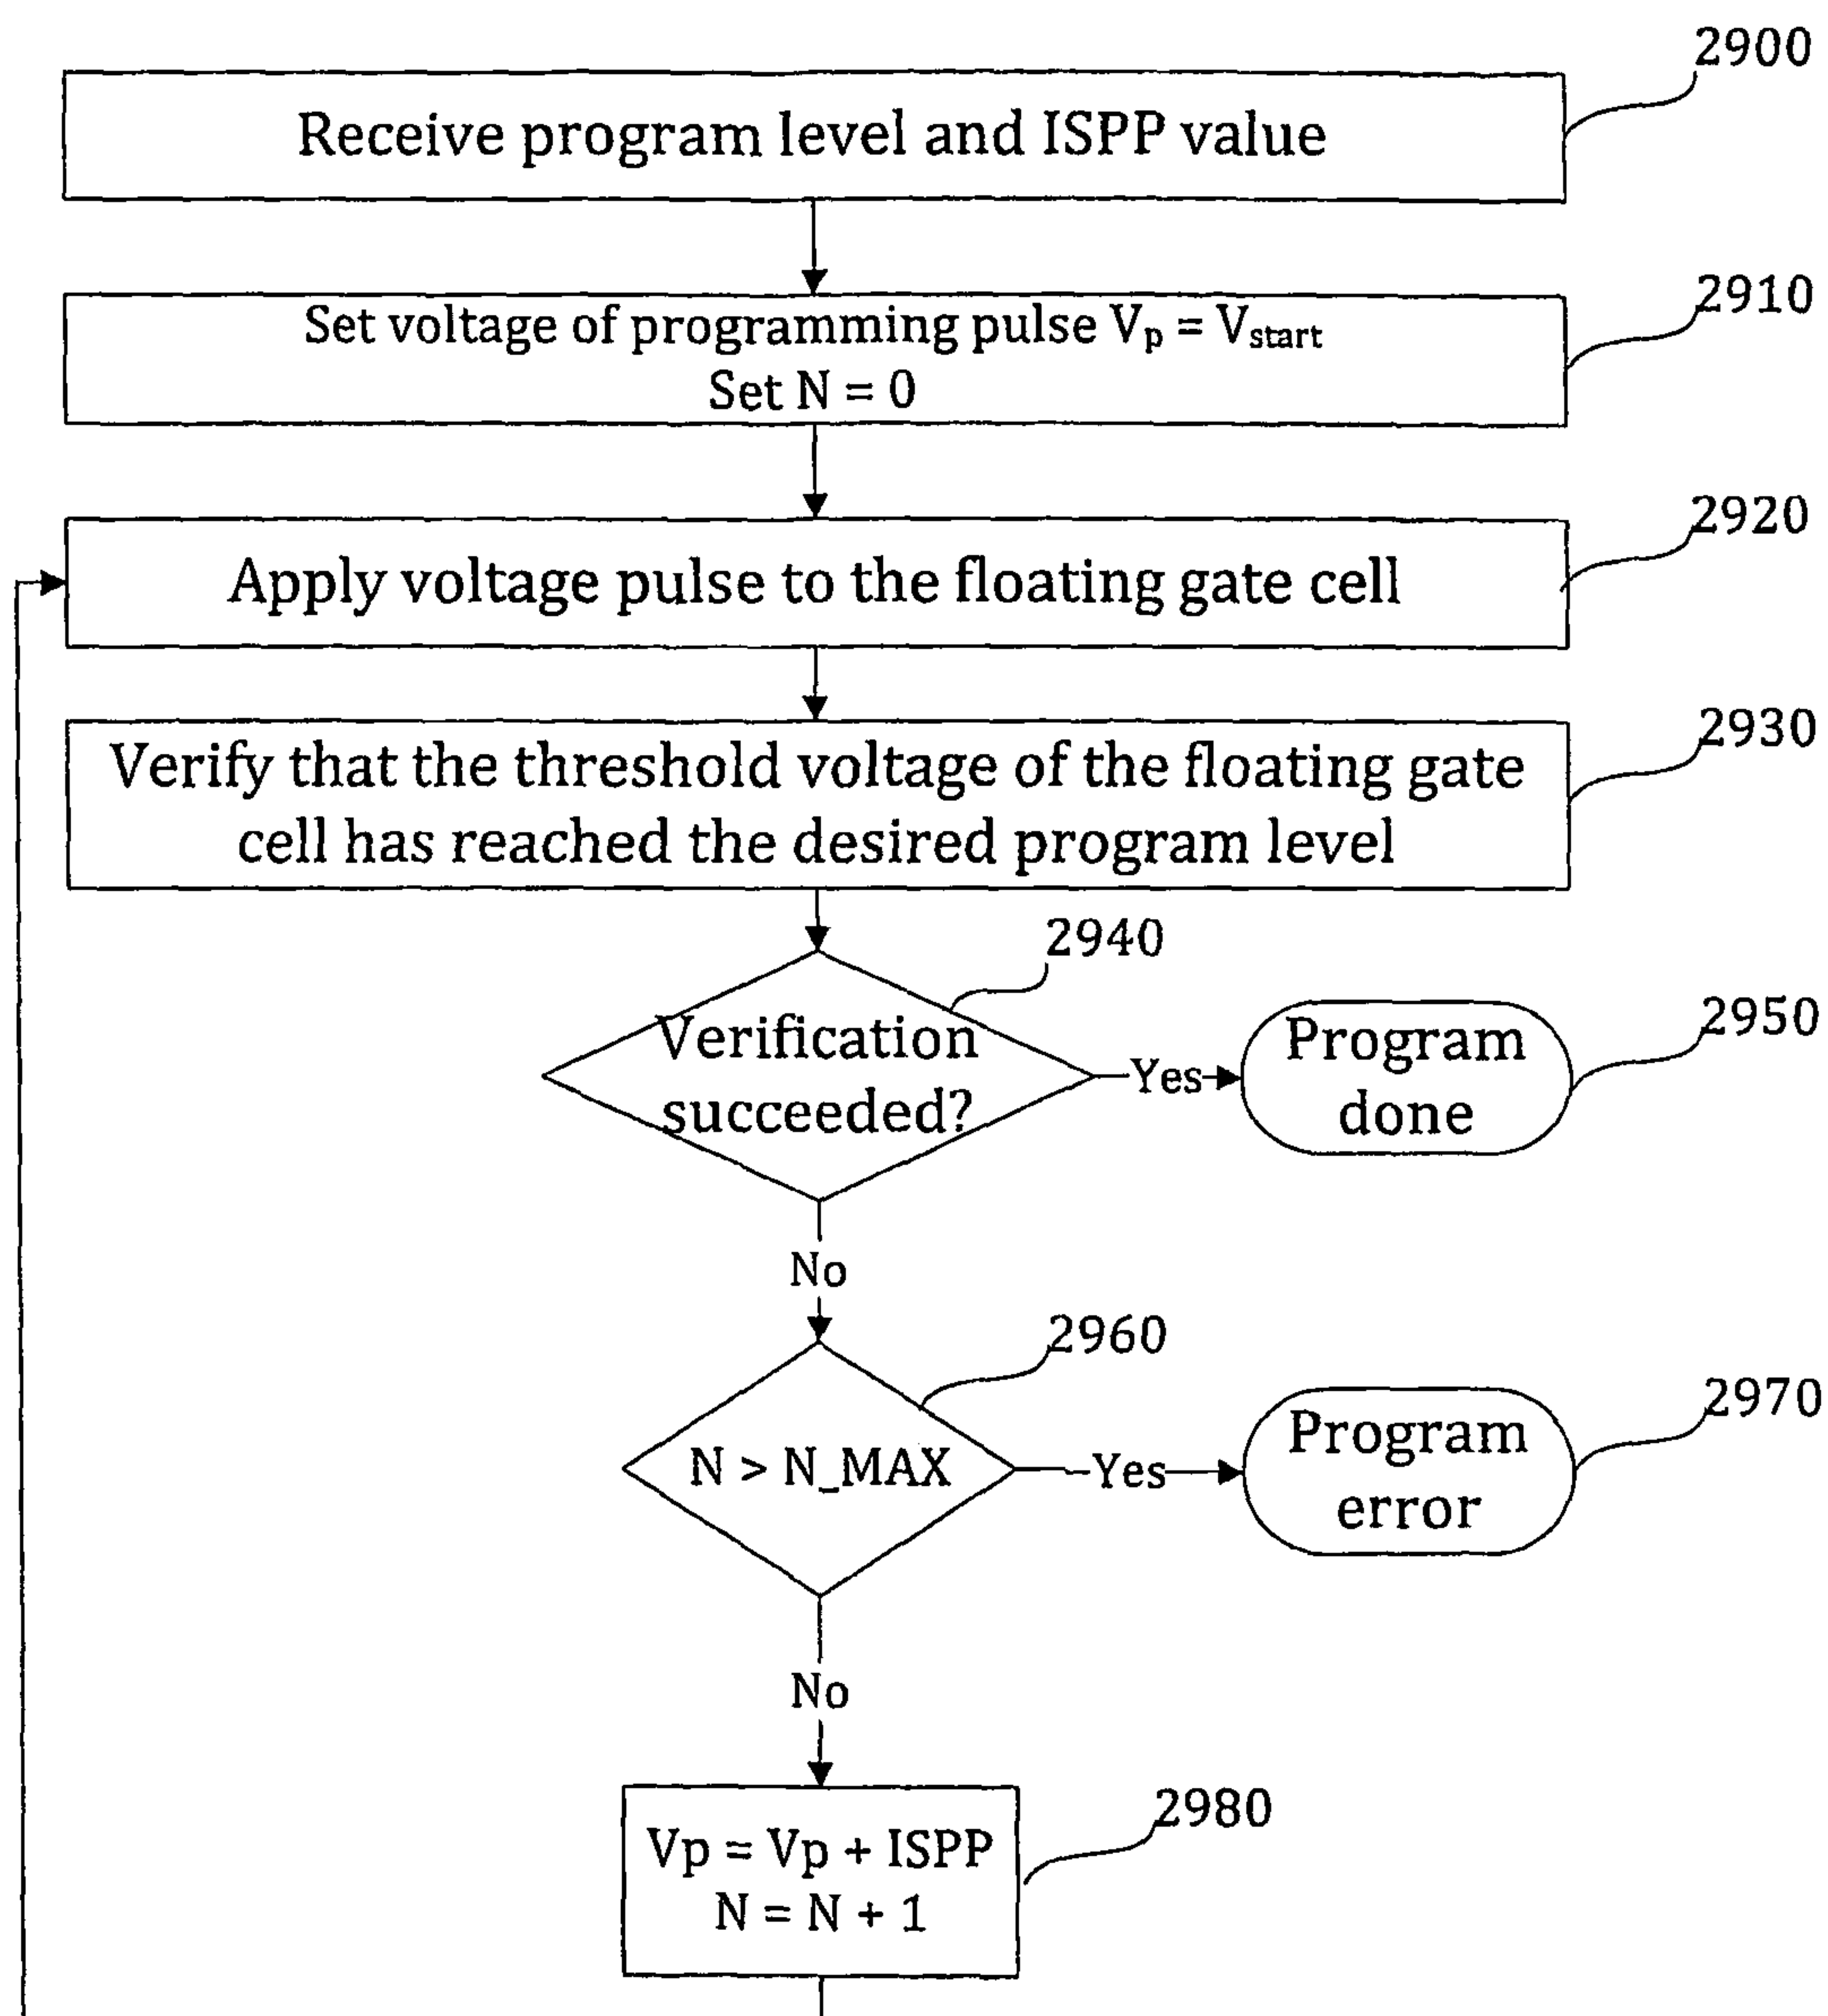 2900
Receive program level and ISPP value
2910
Set voltage of programming pulse Vp = Vstart
Set N = 0
2920
Apply voltage pulse to the floating gate cell
2930
Verify that the threshold voltage of the floating gate
cell has reached the desired program level
2940
Verification
succeeded?
Yes
2950
Program
done
No
2960
N > N_MAX
Yes
2970
Program
error
No
2980
Vp = Vp + ISPP
N = N + 1